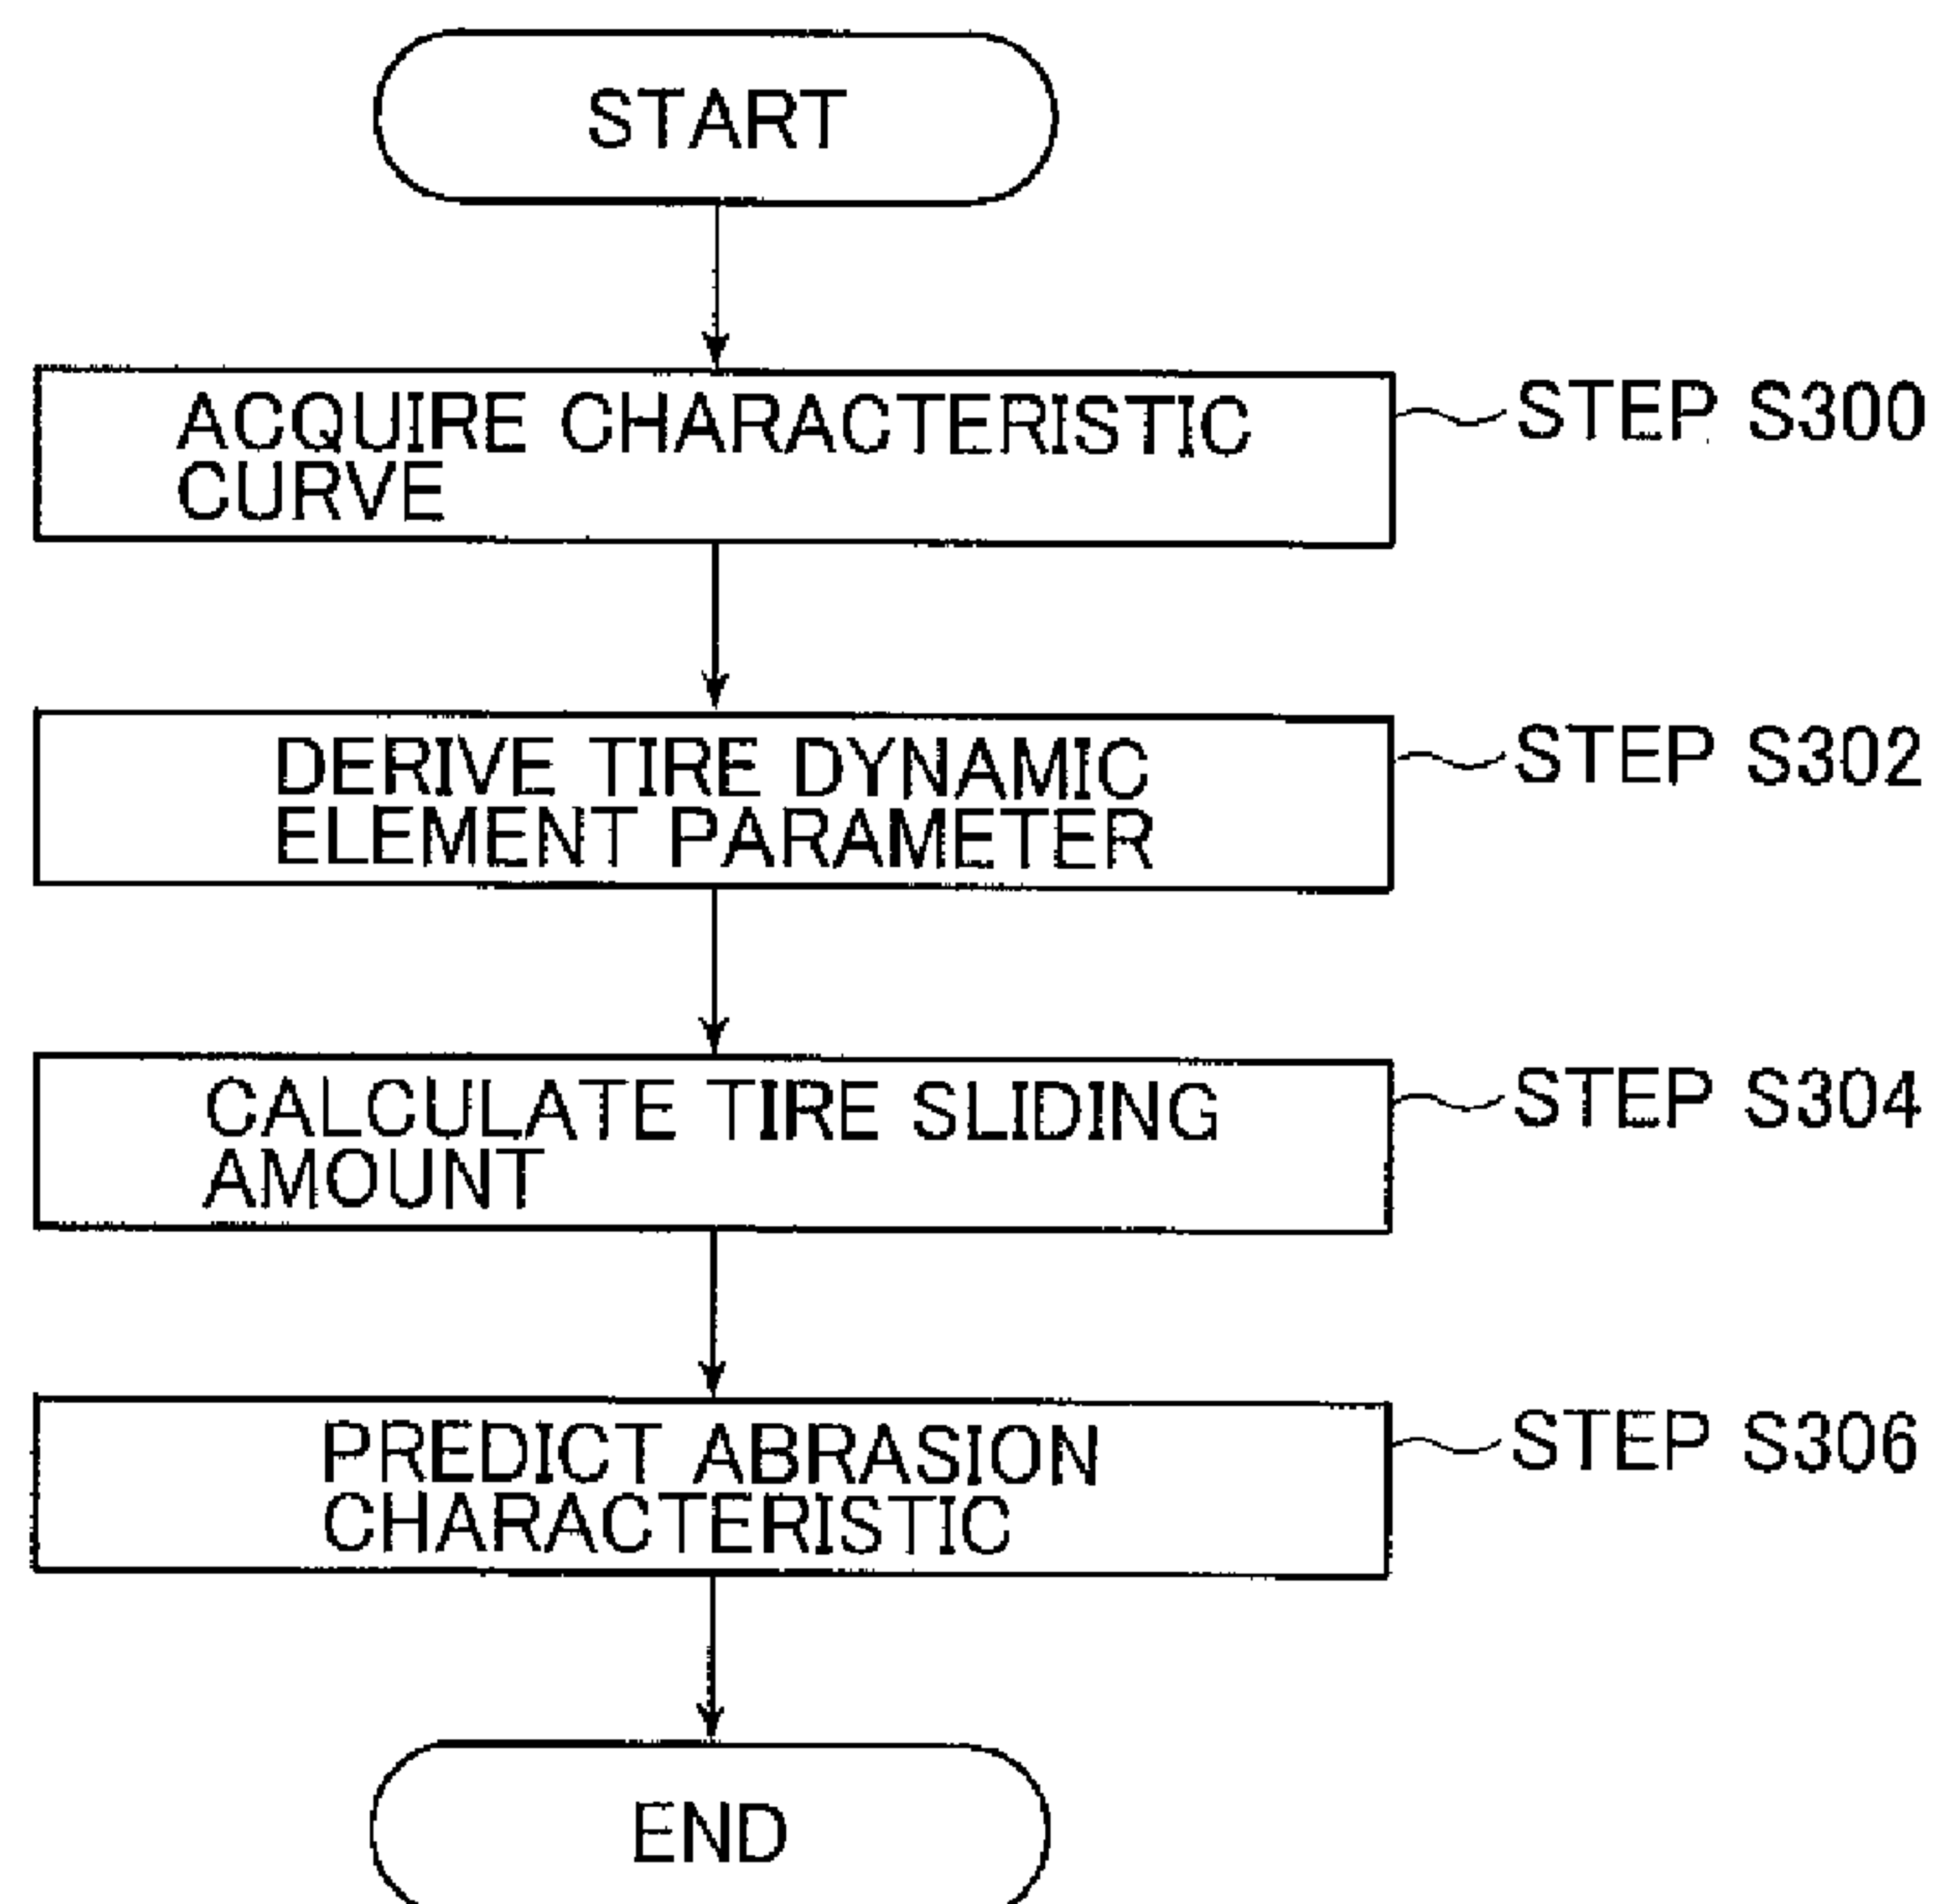 START
ACQUIRE CHARACTERISTIC
CURVE
STEP S300
DERIVE TIRE DYNAMIC
ELEMENT PARAMETER
STEP S302
CALCULATE TIRE SLIDING
AMOUNT
STEP S304
PREDICT ABRASION
CHARACTERISTIC
STEP S306
END